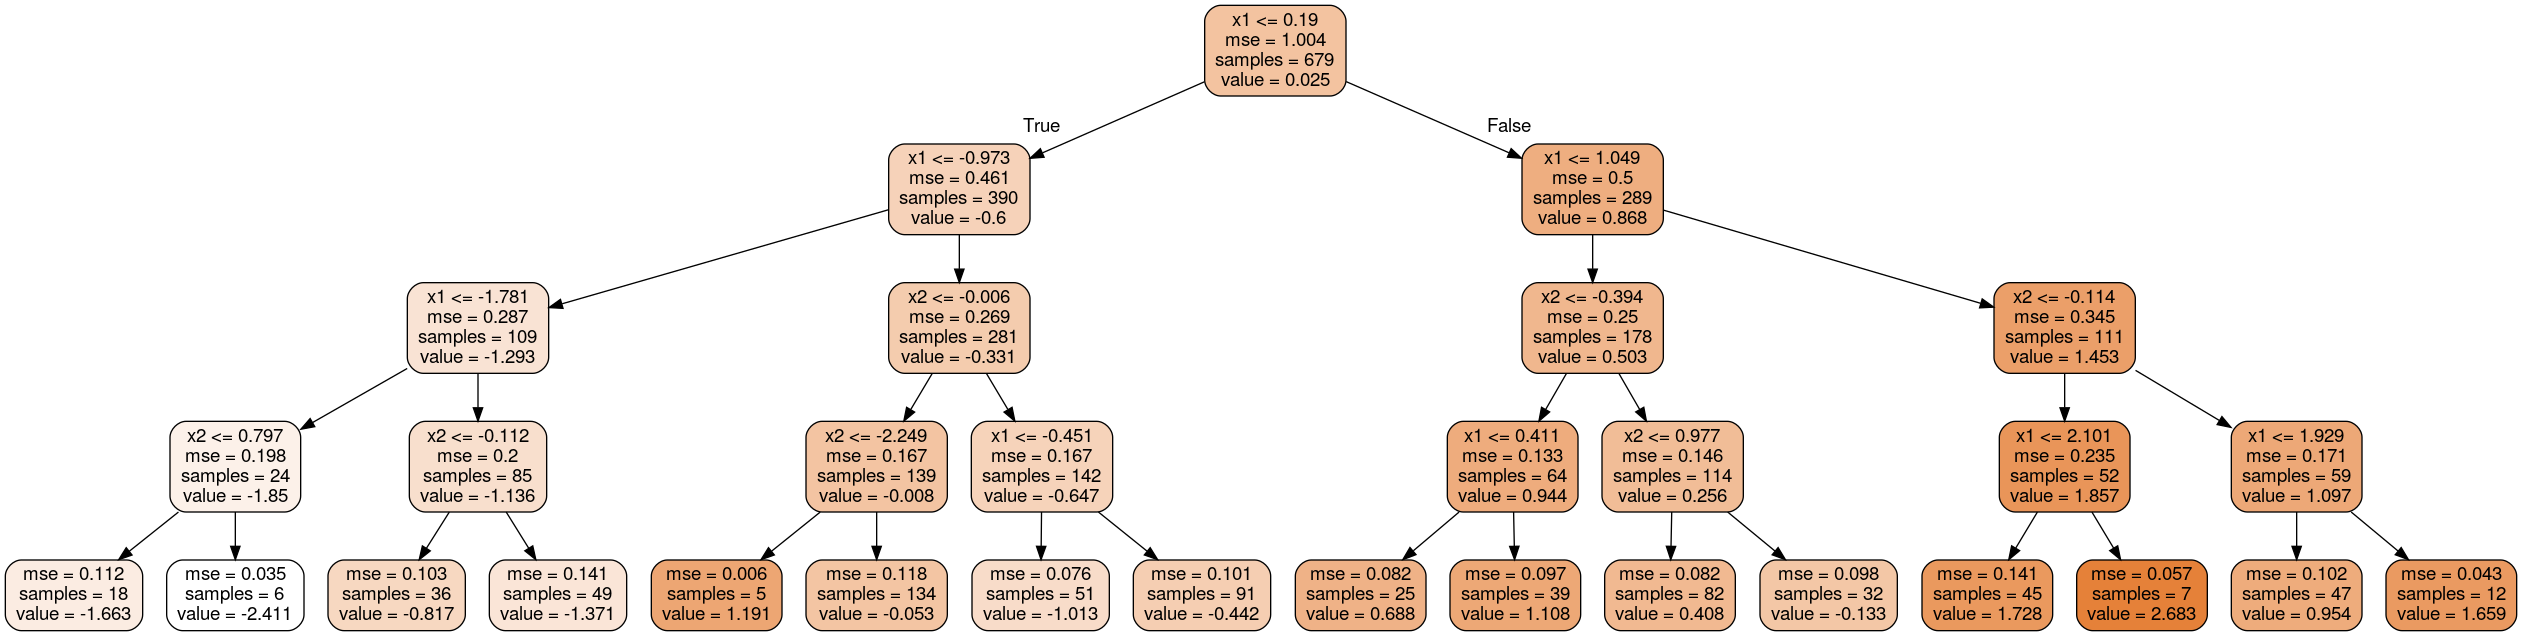 x1 <= 0.19
mse = 1.004
samples = 679
value = 0.025
True
False
x1 <= -0.973
mse = 0.461
samples = 390
value = -0.6
x1 <= 1.049
mse = 0.5
samples = 289
value = 0.868
x1 <= -1.781
mse = 0.287
samples = 109
value = -1.293
x2 <= -0.006
mse = 0.269
samples = 281
value = -0.331
x2 <= -0.394
mse = 0.25
samples = 178
value = 0.503
x2 <= -0.114
mse = 0.345
samples = 111
value = 1.453
x2 <= 0.797
mse = 0.198
samples = 24
value = -1.85
x2 <= -0.112
mse = 0.2
samples = 85
value = -1.136
x2 <= -2.249
mse = 0.167
samples = 139
value = -0.008
x1 <= -0.451
mse = 0.167
samples = 142
value = -0.647
x1 <= 0.411
mse = 0.133
samples = 64
value = 0.944
x2 <= 0.977
mse = 0.146
samples = 114
value = 0.256
x1 <= 2.101
mse = 0.235
samples = 52
value = 1.857
x1 <= 1.929
mse = 0.171
samples = 59
value = 1.097
mse = 0.112
samples = 18
value = -1.663
mse = 0.035
samples = 6
value = -2.411
mse = 0.103
samples = 36
value = -0.817
mse = 0.141
samples = 49
value = -1.371
mse = 0.006
samples = 5
value = 1.191
mse = 0.118
samples = 134
value = -0.053
mse = 0.076
samples = 51
value = -1.013
mse = 0.101
samples = 91
value = -0.442
mse = 0.082
samples = 25
value = 0.688
mse = 0.097
samples = 39
value = 1.108
mse = 0.082
samples = 82
value = 0.408
mse = 0.098
samples = 32
value = -0.133
mse = 0.141
samples = 45
value = 1.728
mse = 0.057
samples = 7
value = 2.683
mse = 0.102
samples = 47
value = 0.954
mse = 0.043
samples = 12
value = 1.659